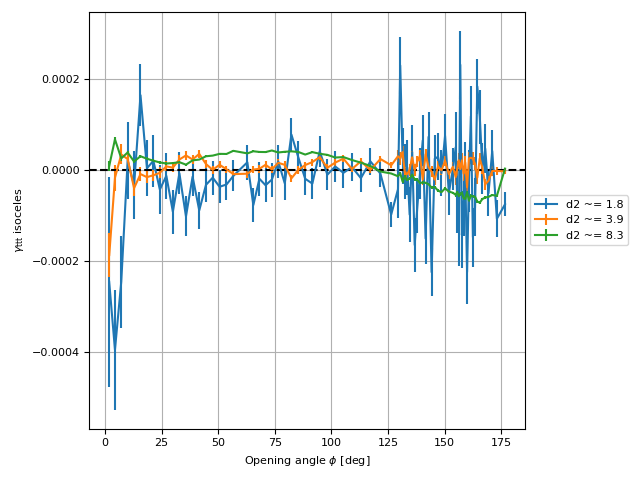 0.0002
0.0000
−0.0002
−0.0004
γttt isoceles
0 25 50 75 100 125 150 175
Opening angle ϕ [deg]
d2 ~= 1.8
d2 ~= 3.9
d2 ~= 8.3